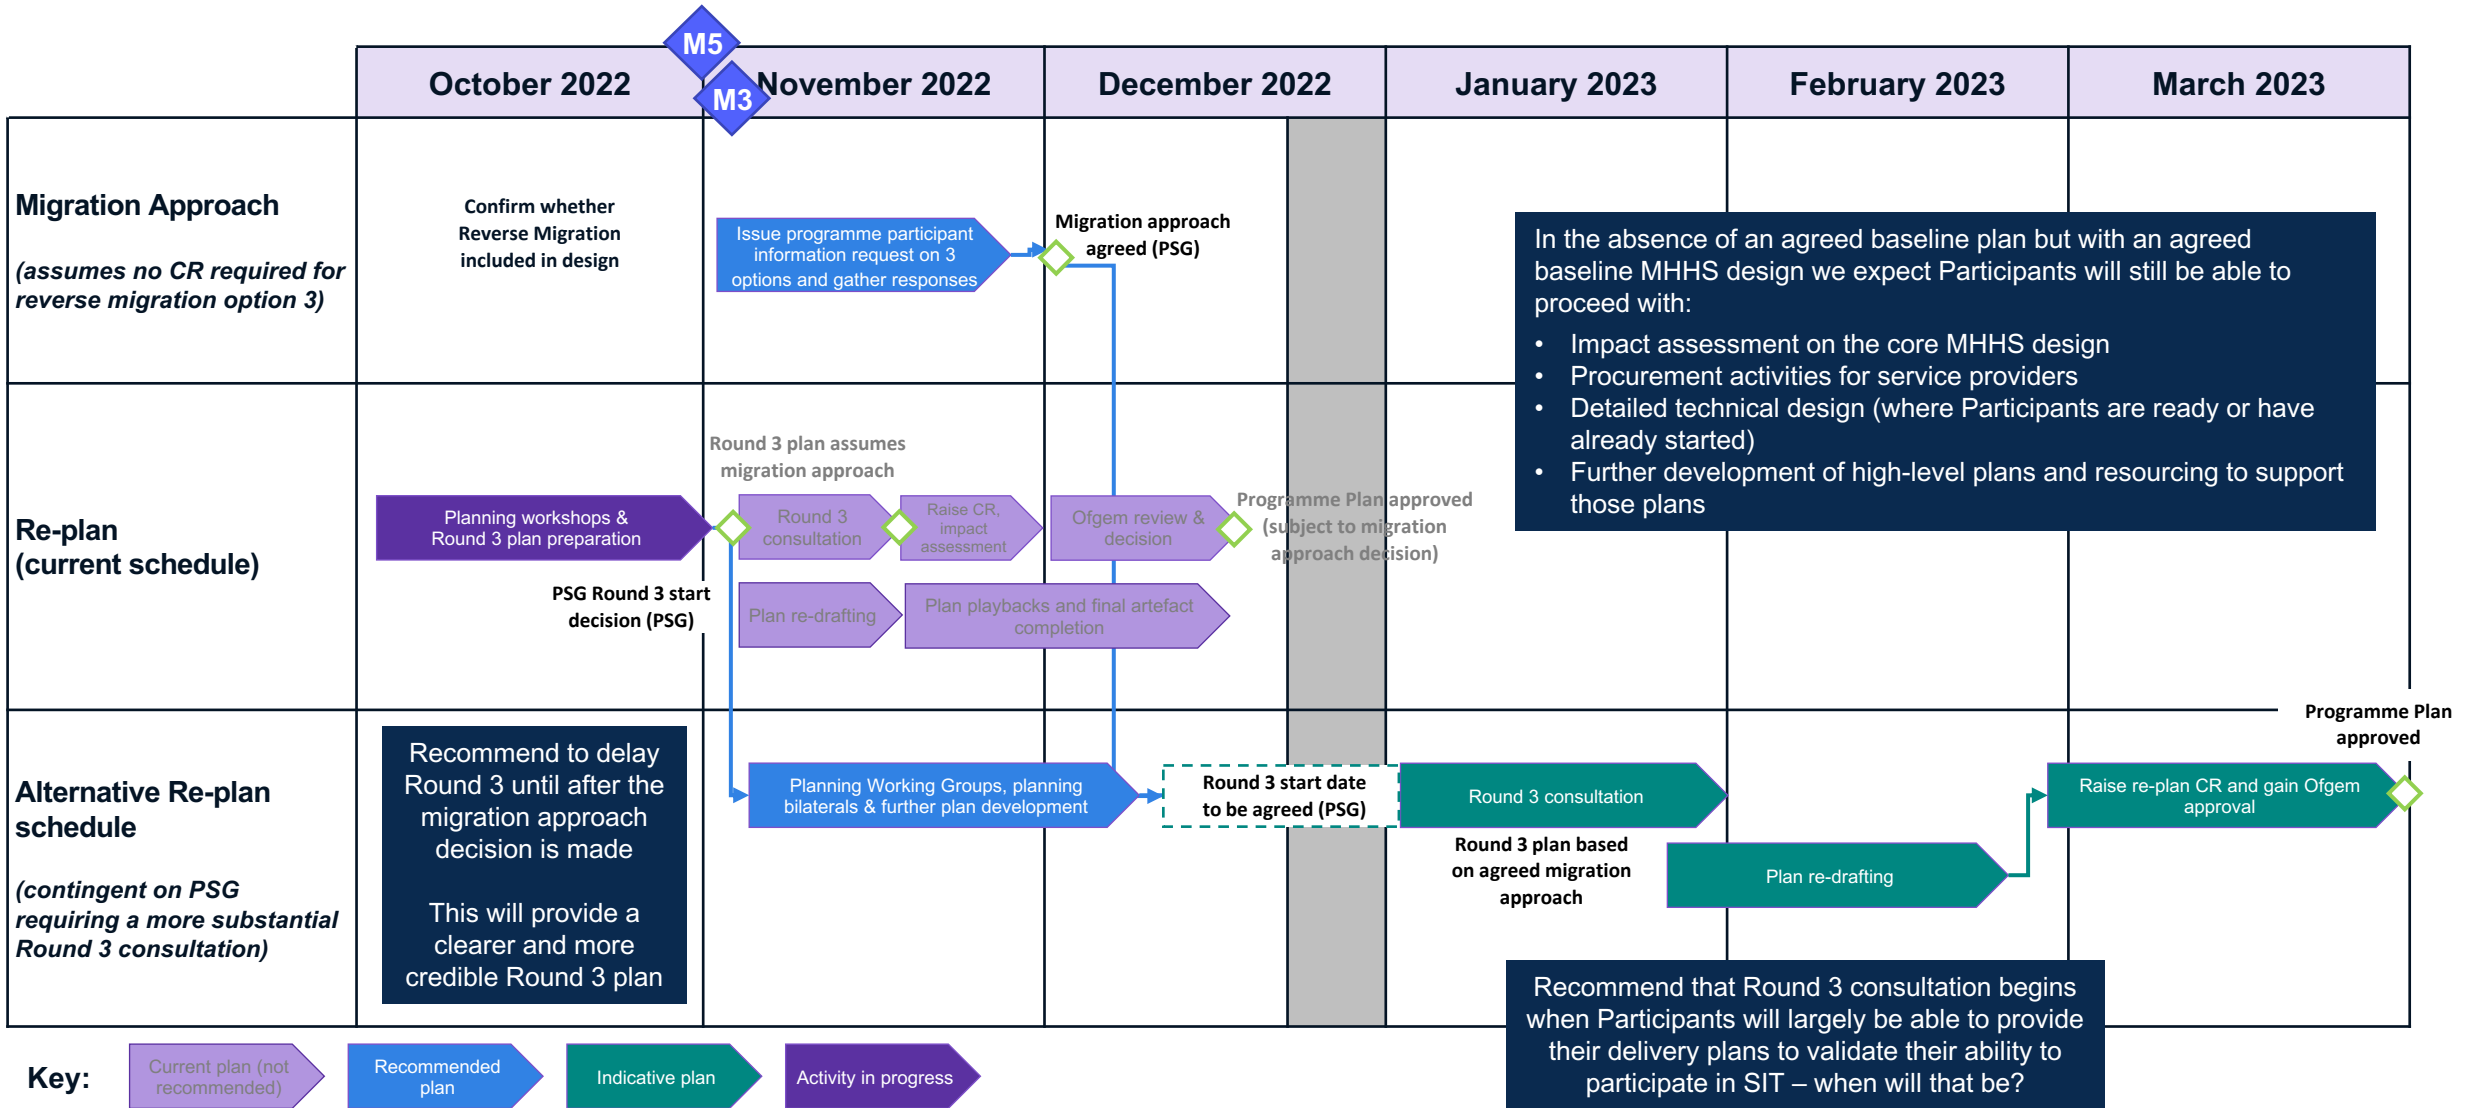 M5
M3
October 2022
November 2022
December 2022
January 2023
February 2023
March 2023
Migration Approach
(assumes no CR required for
reverse migration option 3)
Confirm whether
Reverse Migration
included in design
Issue programme participant
information request on 3
options and gather responses
Migration approach
agreed (PSG)
In the absence of an agreed baseline plan but with an agreed
baseline MHHS design we expect Participants will still be able to
proceed with:
• Impact assessment on the core MHHS design
• Procurement activities for service providers
• Detailed technical design (where Participants are ready or have
already started)
• Further development of high-level plans and resourcing to support
those plans
Re-plan
(current schedule)
Planning workshops &
Round 3 plan preparation
Round 3 plan assumes
migration approach
Round 3
consultation
Raise CR,
impact
assessment
Ofgem review &
decision
Programme Plan approved
(subject to migration
approach decision)
PSG Round 3 start
decision (PSG)
Plan re-drafting
Plan playbacks and final artefact
completion
Alternative Re-plan
schedule
(contingent on PSG
requiring a more substantial
Round 3 consultation)
Recommend to delay
Round 3 until after the
migration approach
decision is made
This will provide a
clearer and more
credible Round 3 plan
Planning Working Groups, planning
bilaterals & further plan development
Round 3 start date
to be agreed (PSG)
Round 3 consultation
Round 3 plan based
on agreed migration
approach
Plan re-drafting
Raise re-plan CR and gain Ofgem
approval
Programme Plan
approved
Recommend that Round 3 consultation begins
when Participants will largely be able to provide
their delivery plans to validate their ability to
participate in SIT – when will that be?
Key:
Current plan (not
recommended)
Recommended
plan
Indicative plan
Activity in progress